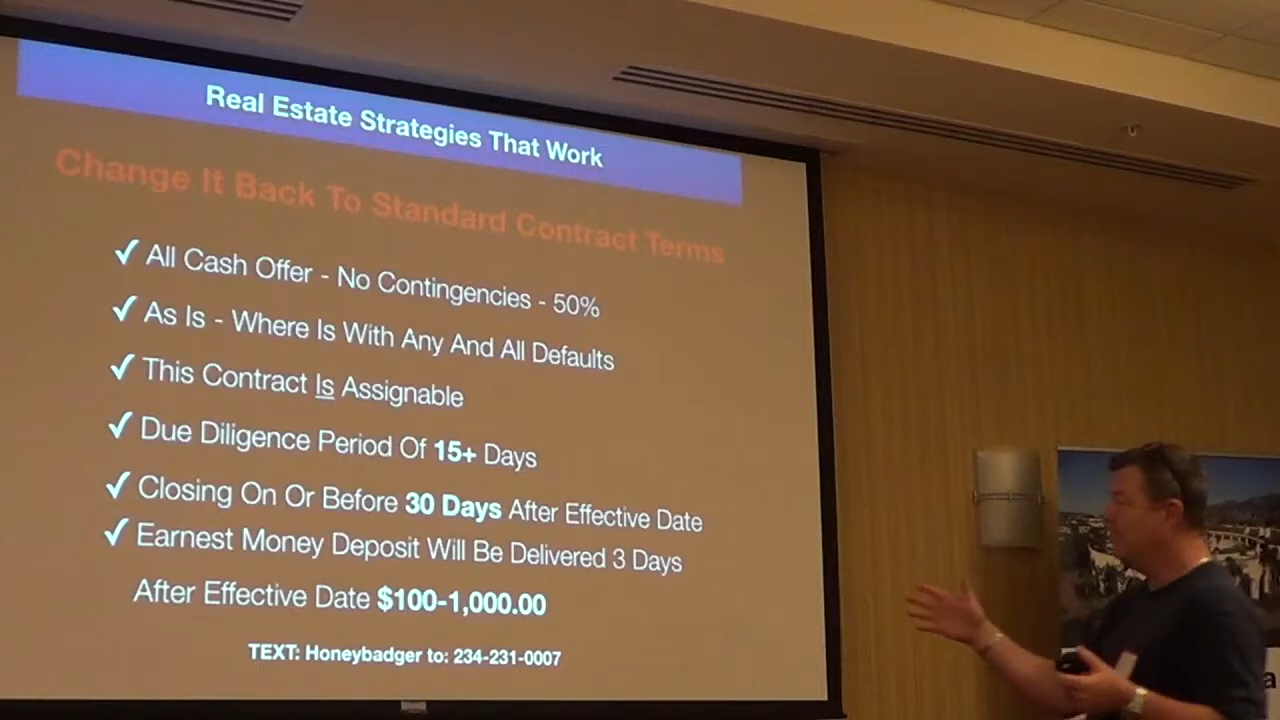 Real Estate Strategies That Work
Change It Back To Standard Contract Terms
✓ All Cash Offer - No Contingencies - 50%
✓ As Is - Where Is With Any And All Defaults
✓ This Contract Is Assignable
✓ Due Diligence Period Of 15+ Days
✓ Closing On Or Before 30 Days After Effective Date
✓ Earnest Money Deposit Will Be Delivered 3 Days
After Effective Date $100-1,000.00
TEXT: Honeybadger to: 234-231-0007
a